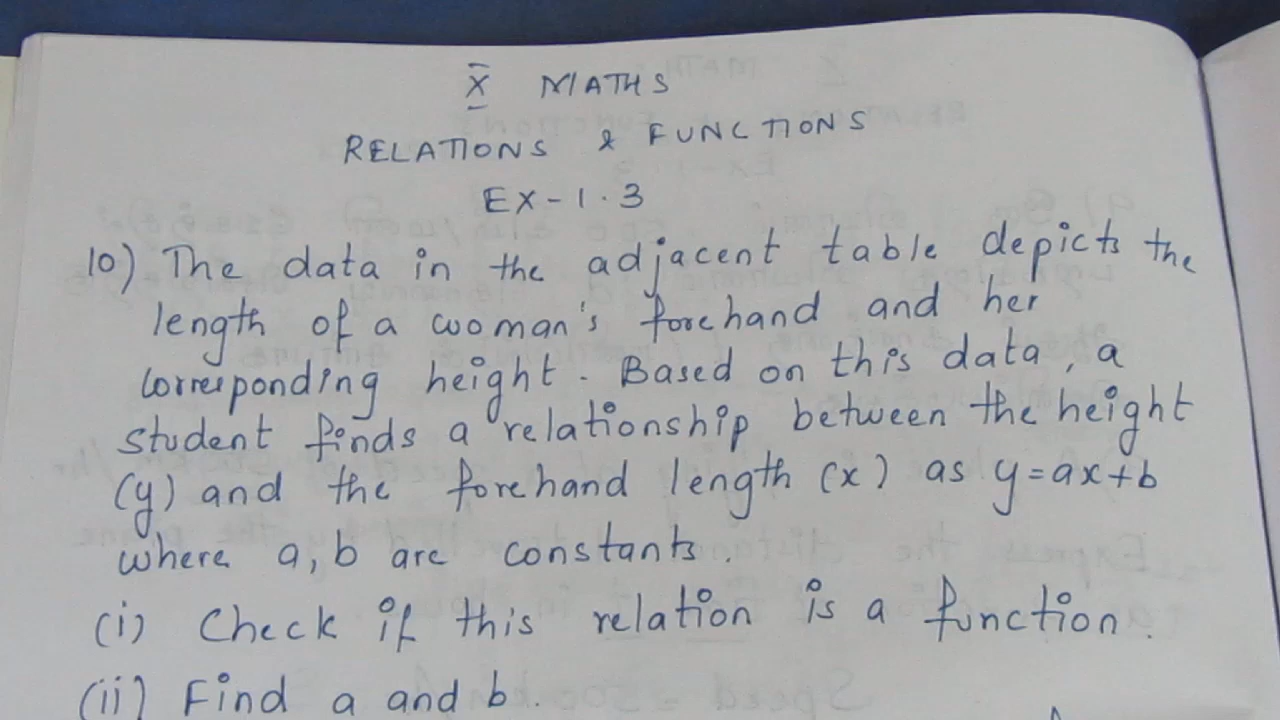 X MATHS
RELATIONS & FUNCTIONS
EX-1.3
10) The data in the adjacent table depicts the
length of a woman's forehand and her
corresponding height. Based on this data, a
student finds a relationship between the height
(y) and the forehand length (x) as y=ax+b
where a, b are constants.
(i) Check if this relation is a function.
(ii) Find a and b.